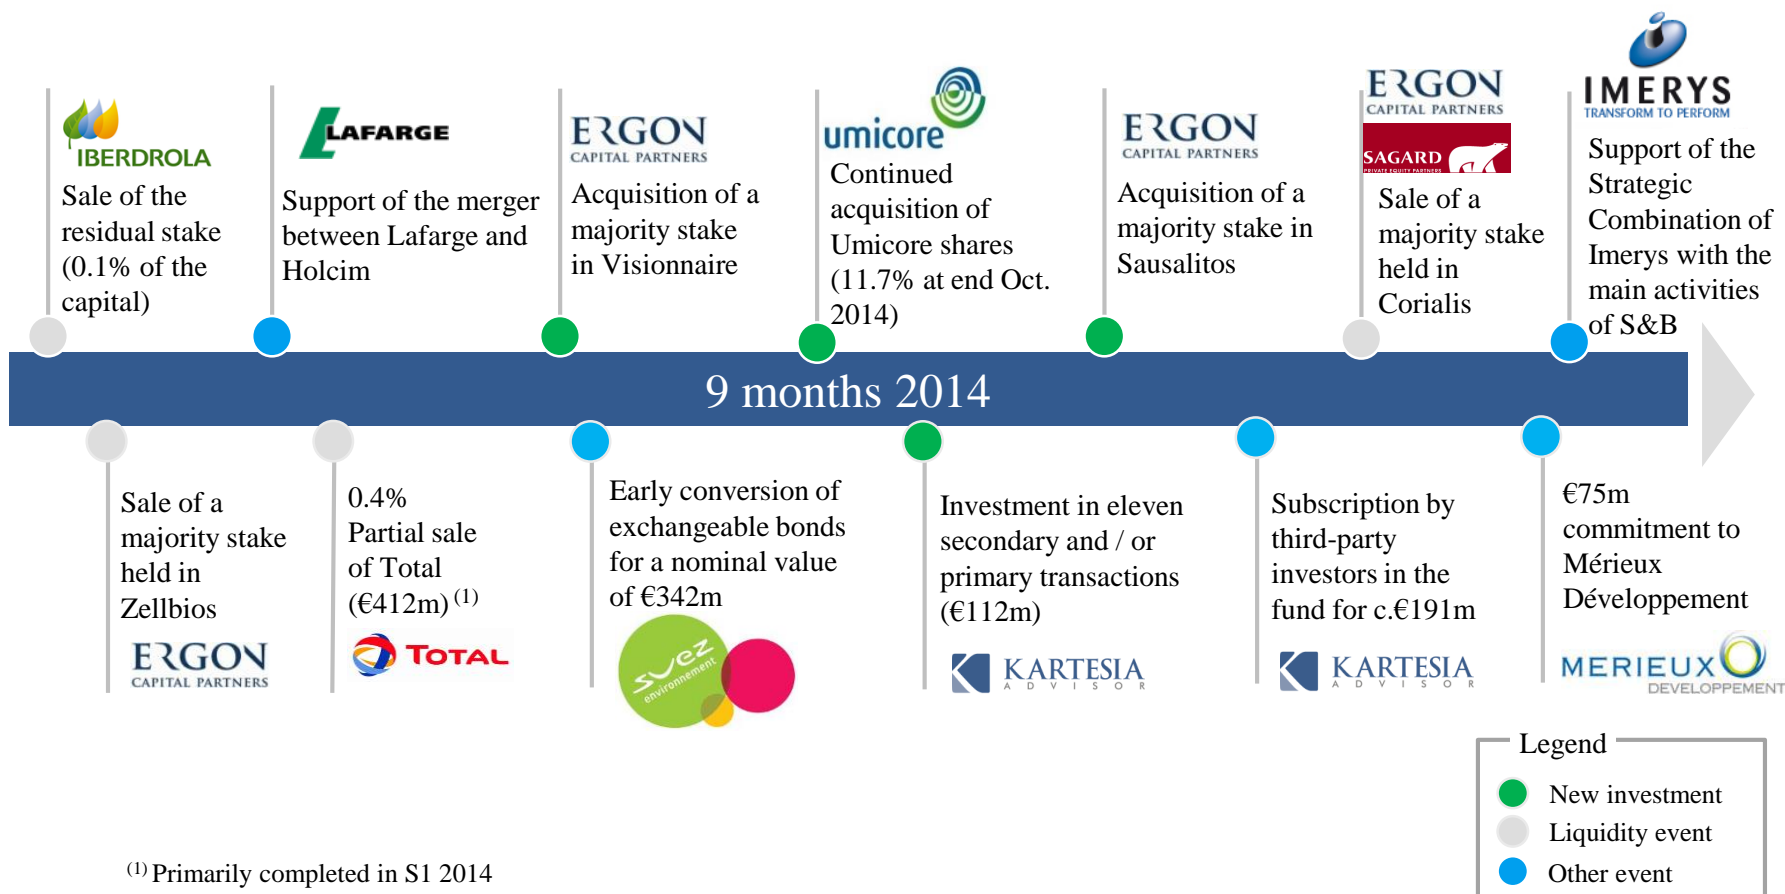 IBERDROLA
Sale of the
residual stake
(0.1% of the
capital)
LAFARGE
Support of the merger
between Lafarge and
Holcim
ERGON
CAPITAL PARTNERS
Acquisition of a
majority stake
in Visionnaire
umicore
Continued
acquisition of
Umicore shares
(11.7% at end Oct.
2014)
ERGON
CAPITAL PARTNERS
Acquisition of a
majority stake in
Sausalitos
ERGON
CAPITAL PARTNERS
SAGARD
PRIVATE EQUITY PARTNERS
Sale of a
majority stake
held in
Corialis
IMERYS
TRANSFORM TO PERFORM
Support of the
Strategic
Combination of
Imerys with the
main activities
of S&B
9 months 2014
Sale of a
majority stake
held in
Zellbios
ERGON
CAPITAL PARTNERS
0.4%
Partial sale
of Total
(€412m) (1)
TOTAL
Early conversion of
exchangeable bonds
for a nominal value
of €342m
suez
environnement
Investment in eleven
secondary and / or
primary transactions
(€112m)
KARTESIA
ADVISOR
Subscription by
third-party
investors in the
fund for c.€191m
KARTESIA
ADVISOR
€75m
commitment to
Mérieux
Développement
MERIEUX
DEVELOPPEMENT
Legend
New investment
Liquidity event
Other event
(1) Primarily completed in S1 2014